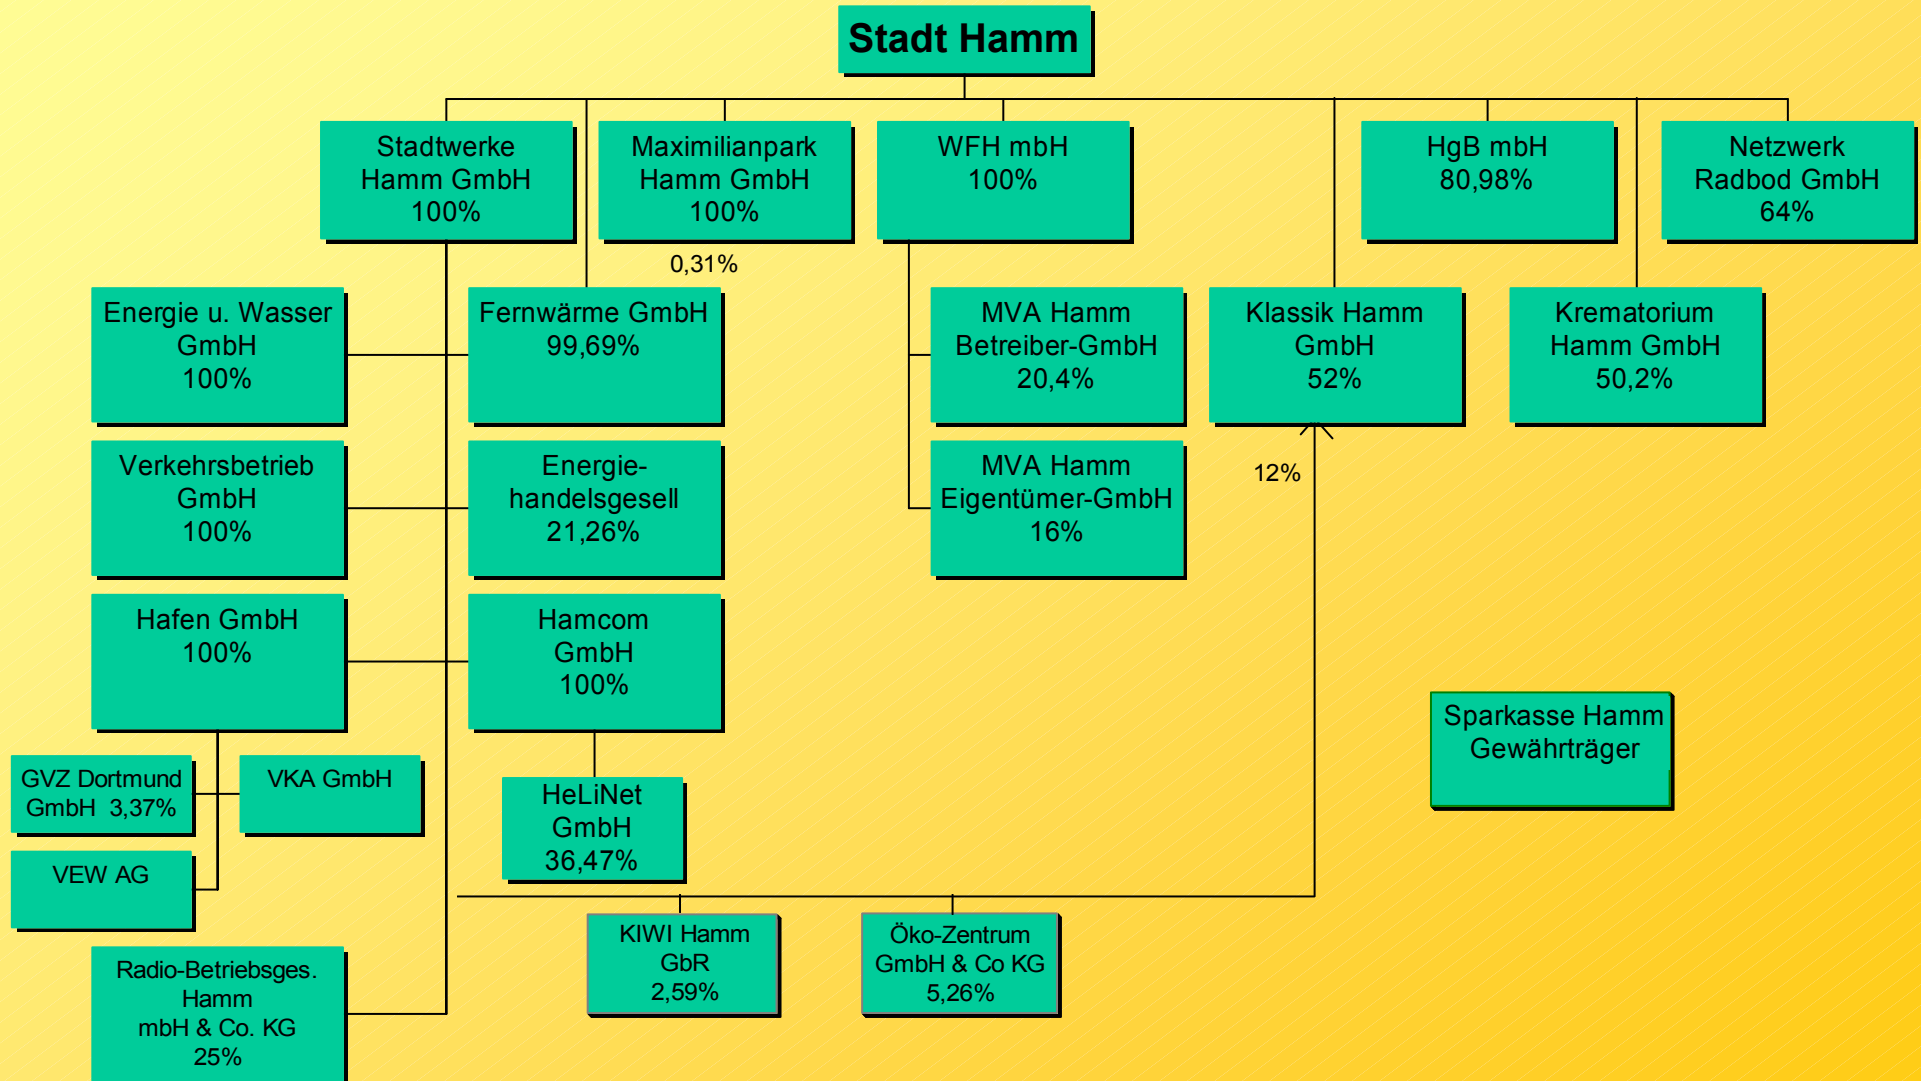 Stadt Hamm
Stadtwerke
Hamm GmbH
100%
Maximilianpark
Hamm GmbH
100%
WFH mbH
100%
HgB mbH
80,98%
Netzwerk
Radbod GmbH
64%
0,31%
Energie u. Wasser
GmbH
100%
Fernwärme GmbH
99,69%
MVA Hamm
Betreiber-GmbH
20,4%
Klassik Hamm
GmbH
52%
Krematorium
Hamm GmbH
50,2%
Verkehrsbetrieb
GmbH
100%
Energie-
handelsgesell
21,26%
MVA Hamm
Eigentümer-GmbH
16%
12%
Hafen GmbH
100%
Hamcom
GmbH
100%
Sparkasse Hamm
Gewährträger
GVZ Dortmund
GmbH 3,37%
VKA GmbH
HeLiNet
GmbH
36,47%
VEW AG
KIWI Hamm
GbR
2,59%
Öko-Zentrum
GmbH & Co KG
5,26%
Radio-Betriebsges.
Hamm
mbH & Co. KG
25%